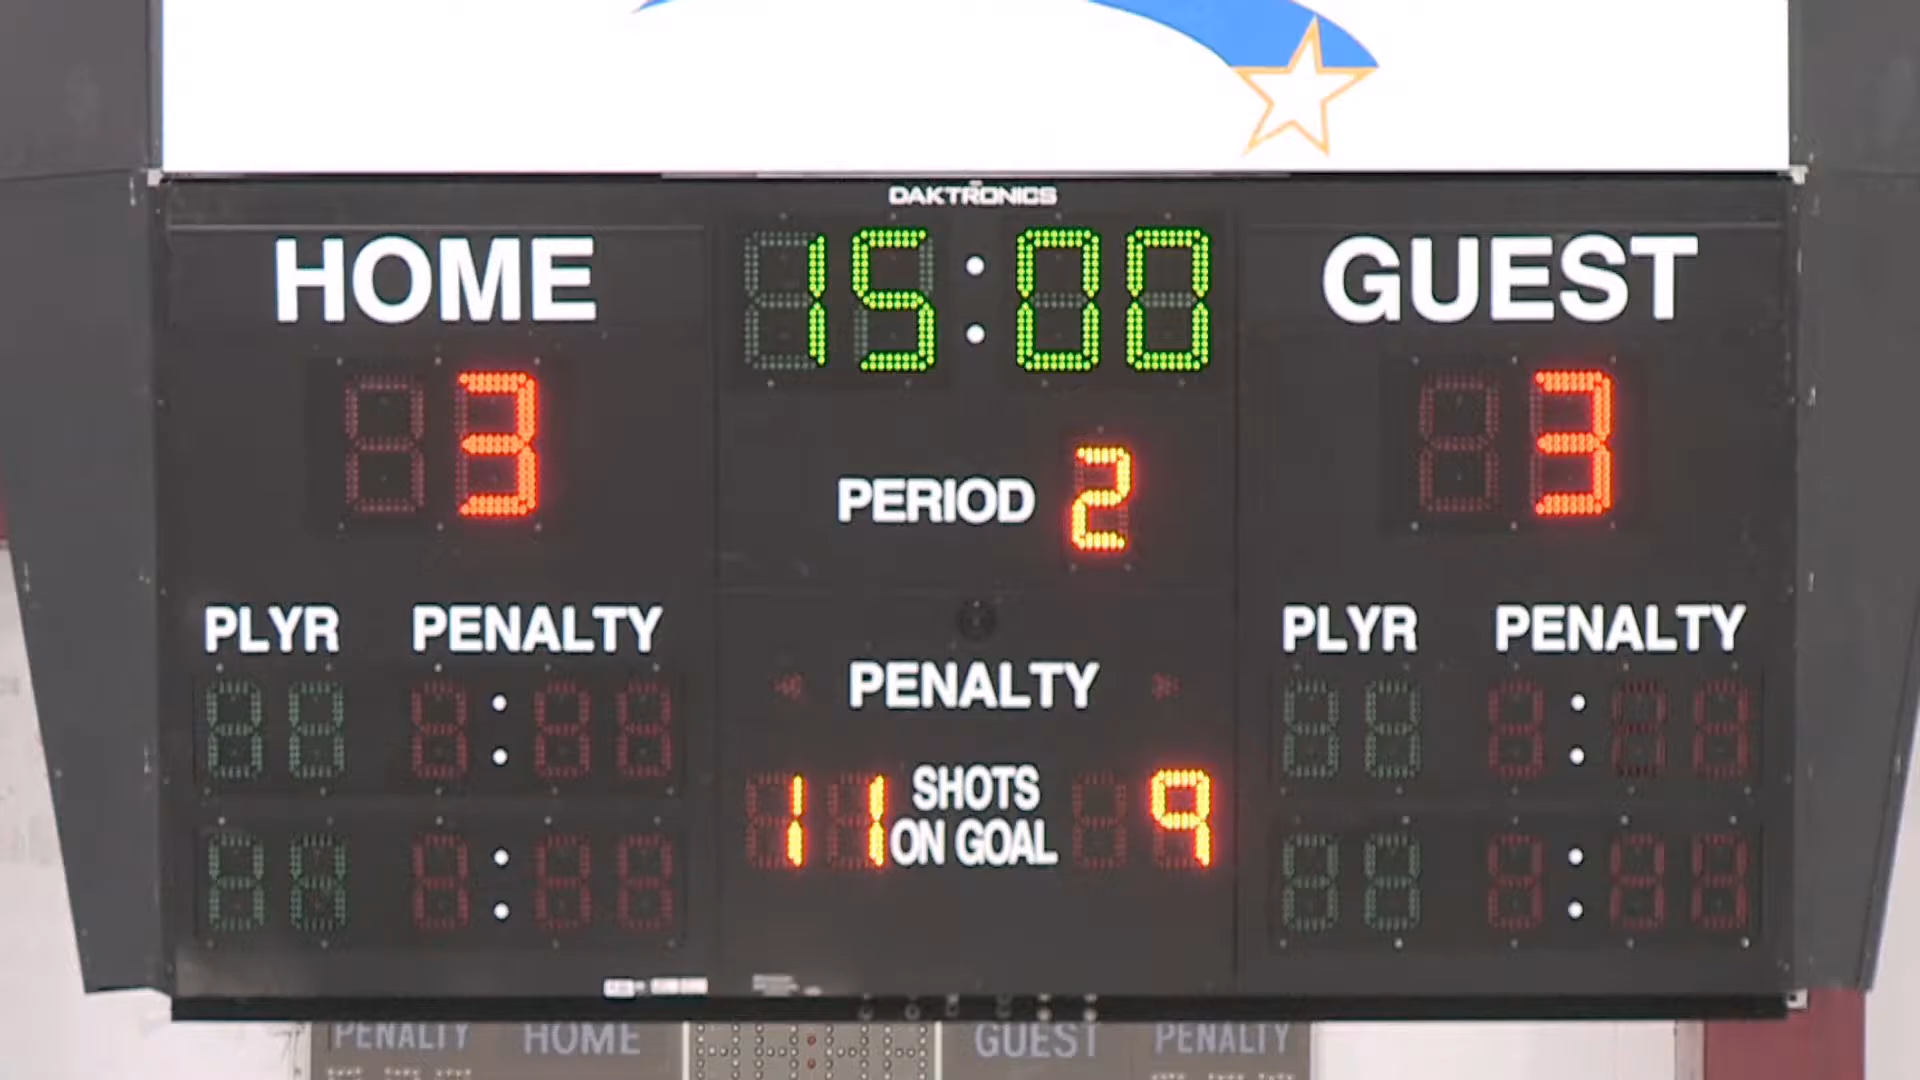 DAKTRONICS
HOME
15:00
GUEST
3
3
PERIOD 2
PLYR PENALTY
PLYR PENALTY
PENALTY
11 SHOTS ON GOAL 9
PENALTY HOME
GUEST PENALTY